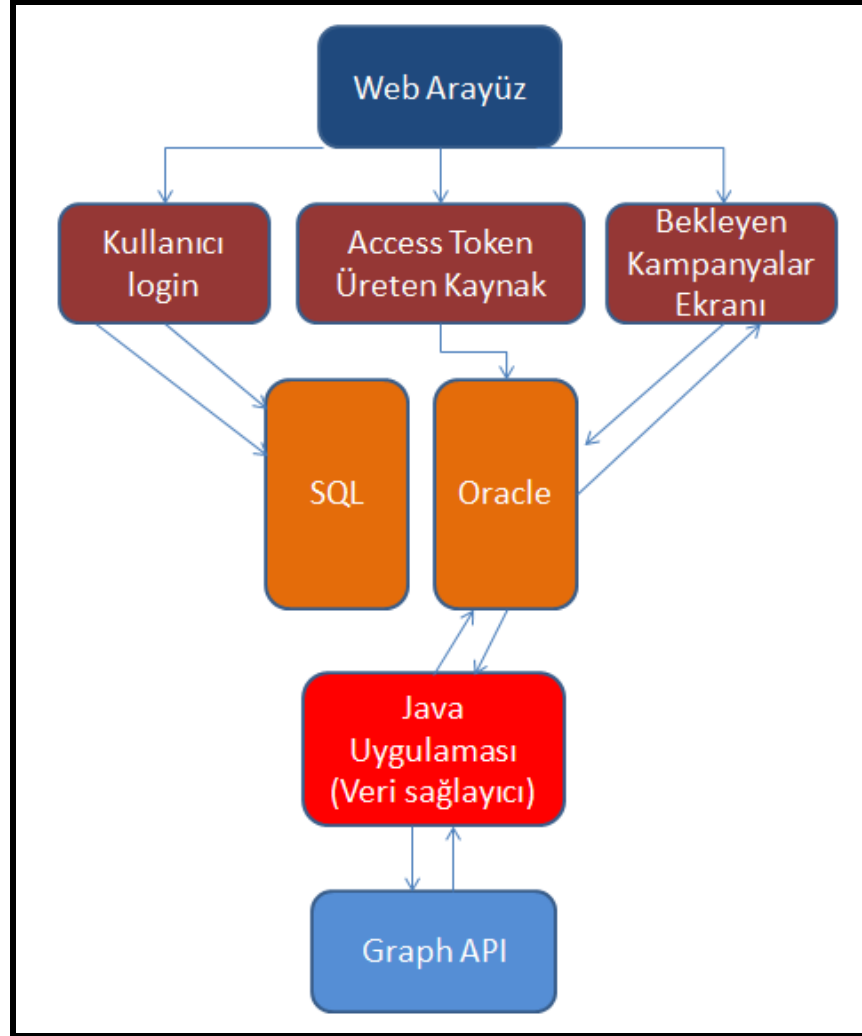 Web Arayüz
Kullanıcı
login
Access Token
Üreten Kaynak
Bekleyen
Kampanyalar
Ekranı
SQL
Oracle
Java
Uygulaması
(Veri sağlayıcı)
Graph API